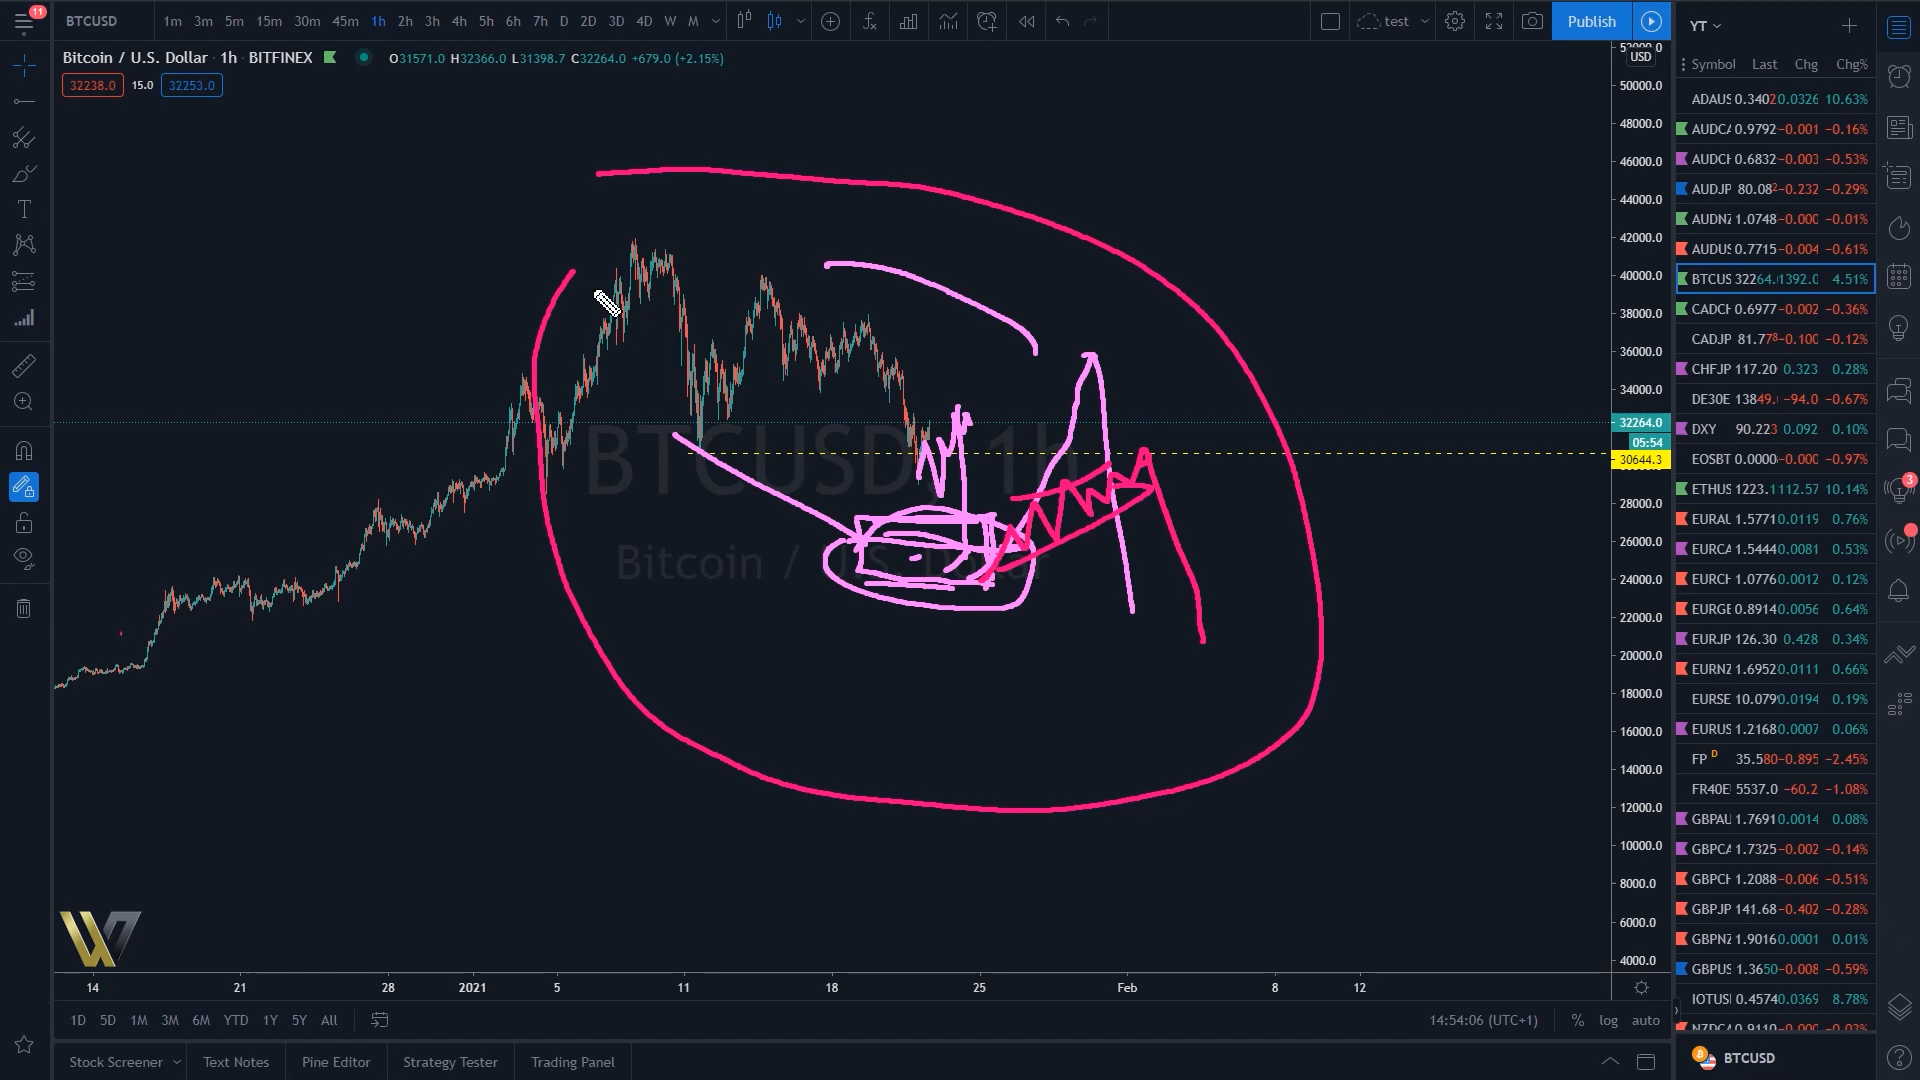 11
BTCUSD 1m 3m 5m 15m 30m 45m 1h 2h 3h 4h 5h 6h 7h D 2D 3D 4D W M test Publish YT
Bitcoin / U.S. Dollar 1h BITFINEX O31571.0 H32366.0 L31398.7 C32264.0 +679.0 (+2.15%)
32238.0 15.0 32253.0
USD
50000.0
48000.0
46000.0
44000.0
42000.0
40000.0
38000.0
36000.0
34000.0
32264.0
05:54
30644.3
28000.0
26000.0
24000.0
22000.0
20000.0
18000.0
16000.0
14000.0
12000.0
10000.0
8000.0
6000.0
4000.0
BTCUSD, 1h
Bitcoin / U.S. Dollar
Symbol Last Chg Chg%
ADAUS 0.3402 0.0326 10.63%
AUDCA 0.9792 −0.001 −0.16%
AUDCH 0.6832 −0.003 −0.53%
AUDJP 80.082 −0.232 −0.29%
AUDNZ 1.0748 −0.000 −0.01%
AUDUS 0.7715 −0.004 −0.61%
BTCUS 32264.0 1392.0 4.51%
CADCH 0.6977 −0.002 −0.36%
CADJP 81.778 −0.100 −0.12%
CHFJP 117.20 0.323 0.28%
DE30E 13849. −94.0 −0.67%
DXY 90.223 0.092 0.10%
EOSBT 0.0000 −0.000 −0.97%
ETHUS 1223.1 112.57 10.14%
EURAU 1.5771 0.0119 0.76%
EURCA 1.5444 0.0081 0.53%
EURCH 1.0776 0.0012 0.12%
EURGE 0.8914 0.0056 0.64%
EURJP 126.30 0.428 0.34%
EURNZ 1.6952 0.0111 0.66%
EURSE 10.079 0.0194 0.19%
EURUS 1.2168 0.0007 0.06%
FP D 35.580 −0.895 −2.45%
FR40E 5537.0 −60.2 −1.08%
GBPAU 1.7691 0.0014 0.08%
GBPCA 1.7325 −0.002 −0.14%
GBPCH 1.2088 −0.006 −0.51%
GBPJP 141.68 −0.402 −0.28%
GBPNZ 1.9016 0.0001 0.01%
GBPUS 1.3650 −0.008 −0.59%
IOTUS 0.4574 0.0369 8.78%
3
14 21 28 2021 5 11 18 25 Feb 8 12
1D 5D 1M 3M 6M YTD 1Y 5Y All 14:54:06 (UTC+1) % log auto
Stock Screener Text Notes Pine Editor Strategy Tester Trading Panel BTCUSD